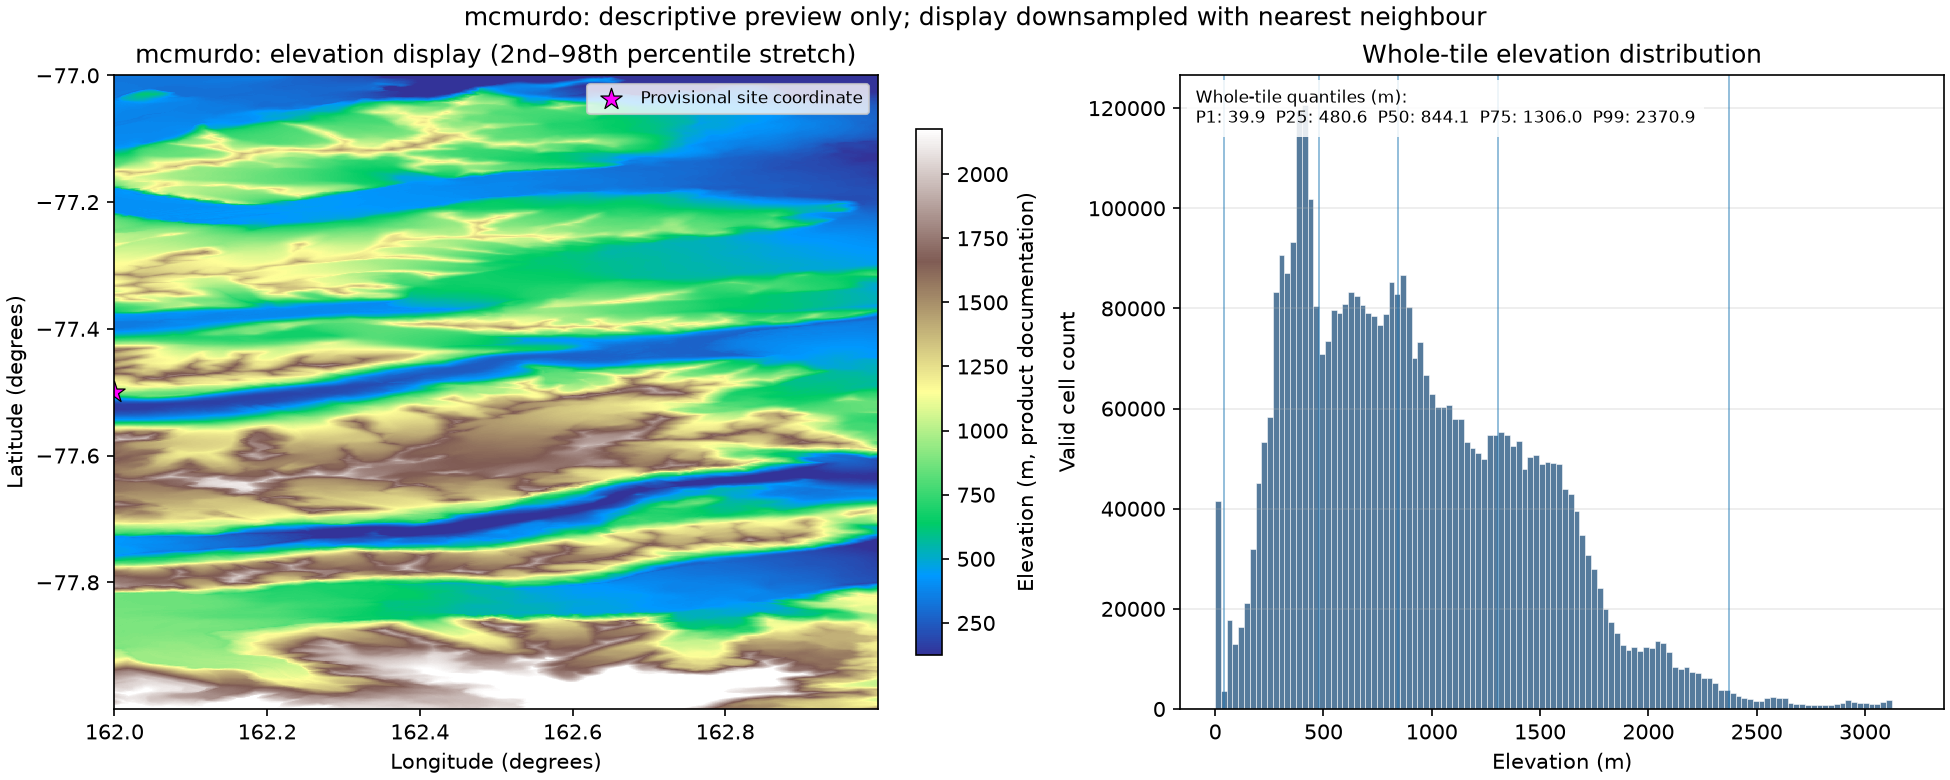 mcmurdo: descriptive preview only; display downsampled with nearest neighbour
mcmurdo: elevation display (2nd–98th percentile stretch)
Provisional site coordinate
−77.0
−77.2
−77.4
−77.6
−77.8
Latitude (degrees)
162.0
162.2
162.4
162.6
162.8
Longitude (degrees)
2000
1750
1500
1250
1000
750
500
250
Elevation (m, product documentation)
Whole-tile elevation distribution
Whole-tile quantiles (m):
P1: 39.9 P25: 480.6 P50: 844.1 P75: 1306.0 P99: 2370.9
120000
100000
80000
60000
40000
20000
0
Valid cell count
0
500
1000
1500
2000
2500
3000
Elevation (m)